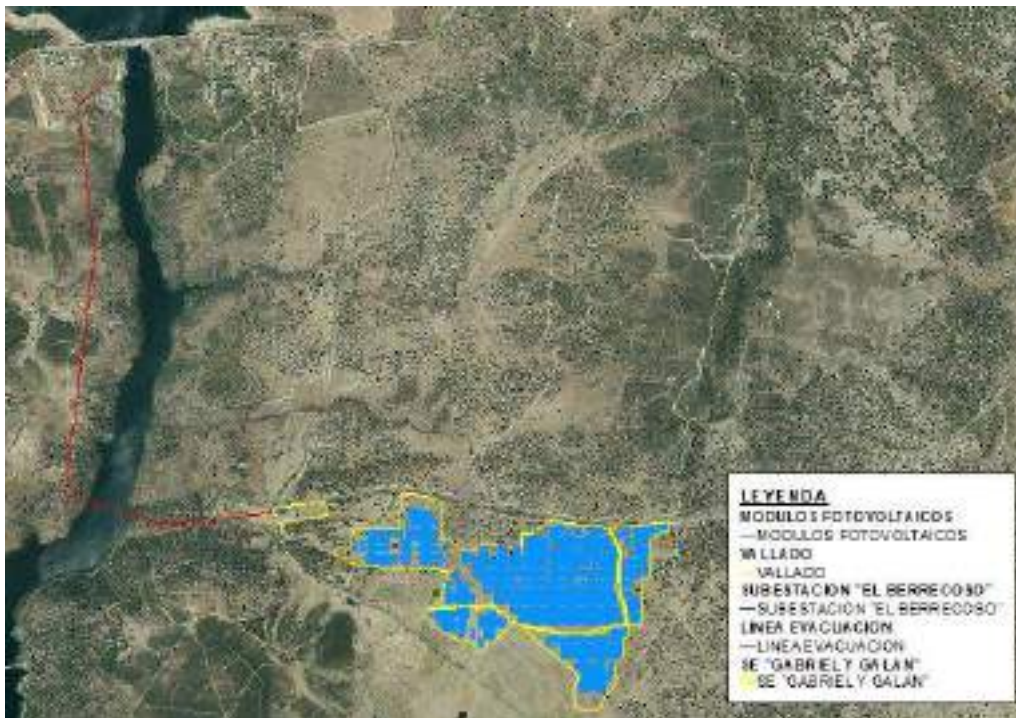 LEYENDA
MODULOS FOTOVOLTAICOS
MODULOS FOTOVOLTAICOS
VALLADO
VALLADO
SUBESTACION "EL BERRECOSO"
SUBESTACION "EL BERRECOSO"
LINEA EVACUACION
LINEA EVACUACION
SE "GABRIEL Y GALAN"
SE "GABRIEL Y GALAN"